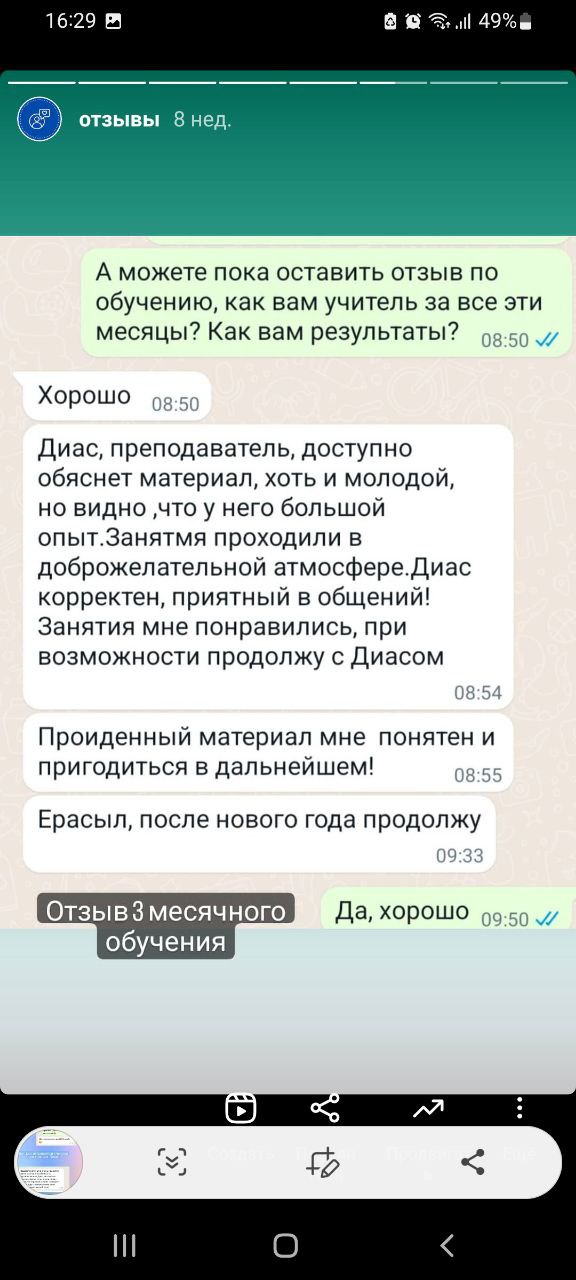 16:29
49%
отзывы 8 нед.
А можете пока оставить отзыв по
обучению, как вам учитель за все эти
месяцы? Как вам результаты? 08:50
Хорошо 08:50
Диас, преподаватель, доступно
обяснет материал, хоть и молодой,
но видно ,что у него большой
опыт.Занятмя проходили в
доброжелательной атмосфере.Диас
корректен, приятный в общений!
Занятия мне понравились, при
возможности продолжу с Диасом
08:54
Проиденный материал мне понятен и
пригодиться в дальнейшем! 08:55
Ерасыл, после нового года продолжу
09:33
Да, хорошо 09:50
Отзыв 3 месячного
обучения